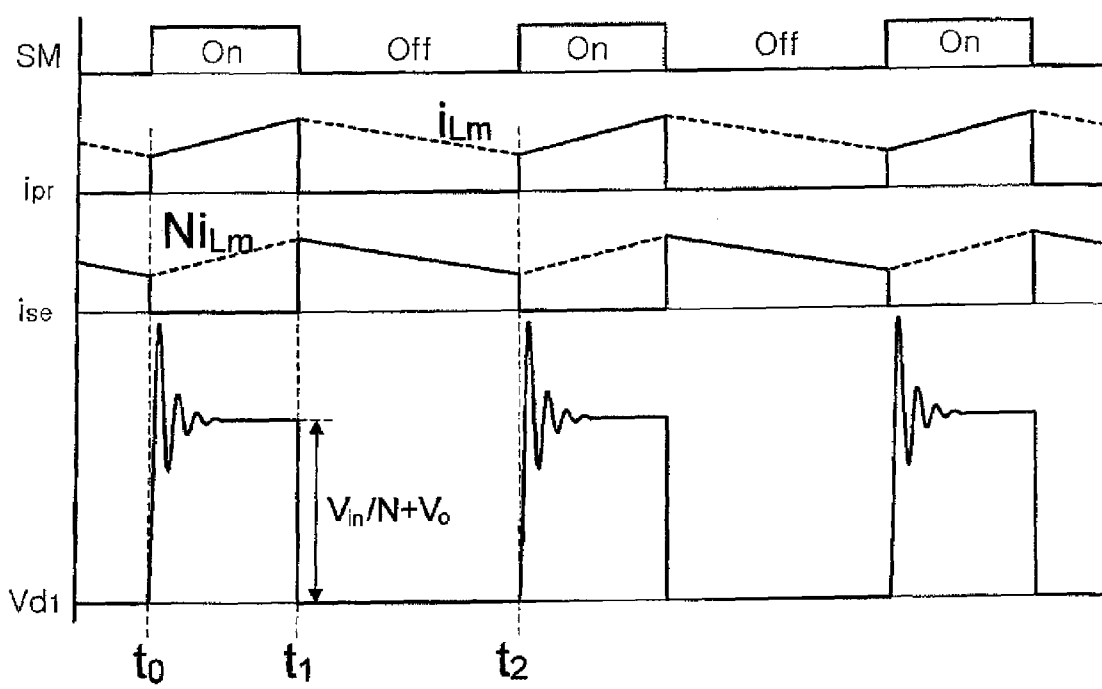 SM On Off On Off On
iLm
ipr
NiLm
ise
Vin/N+Vo
Vd1
t0 t1 t2